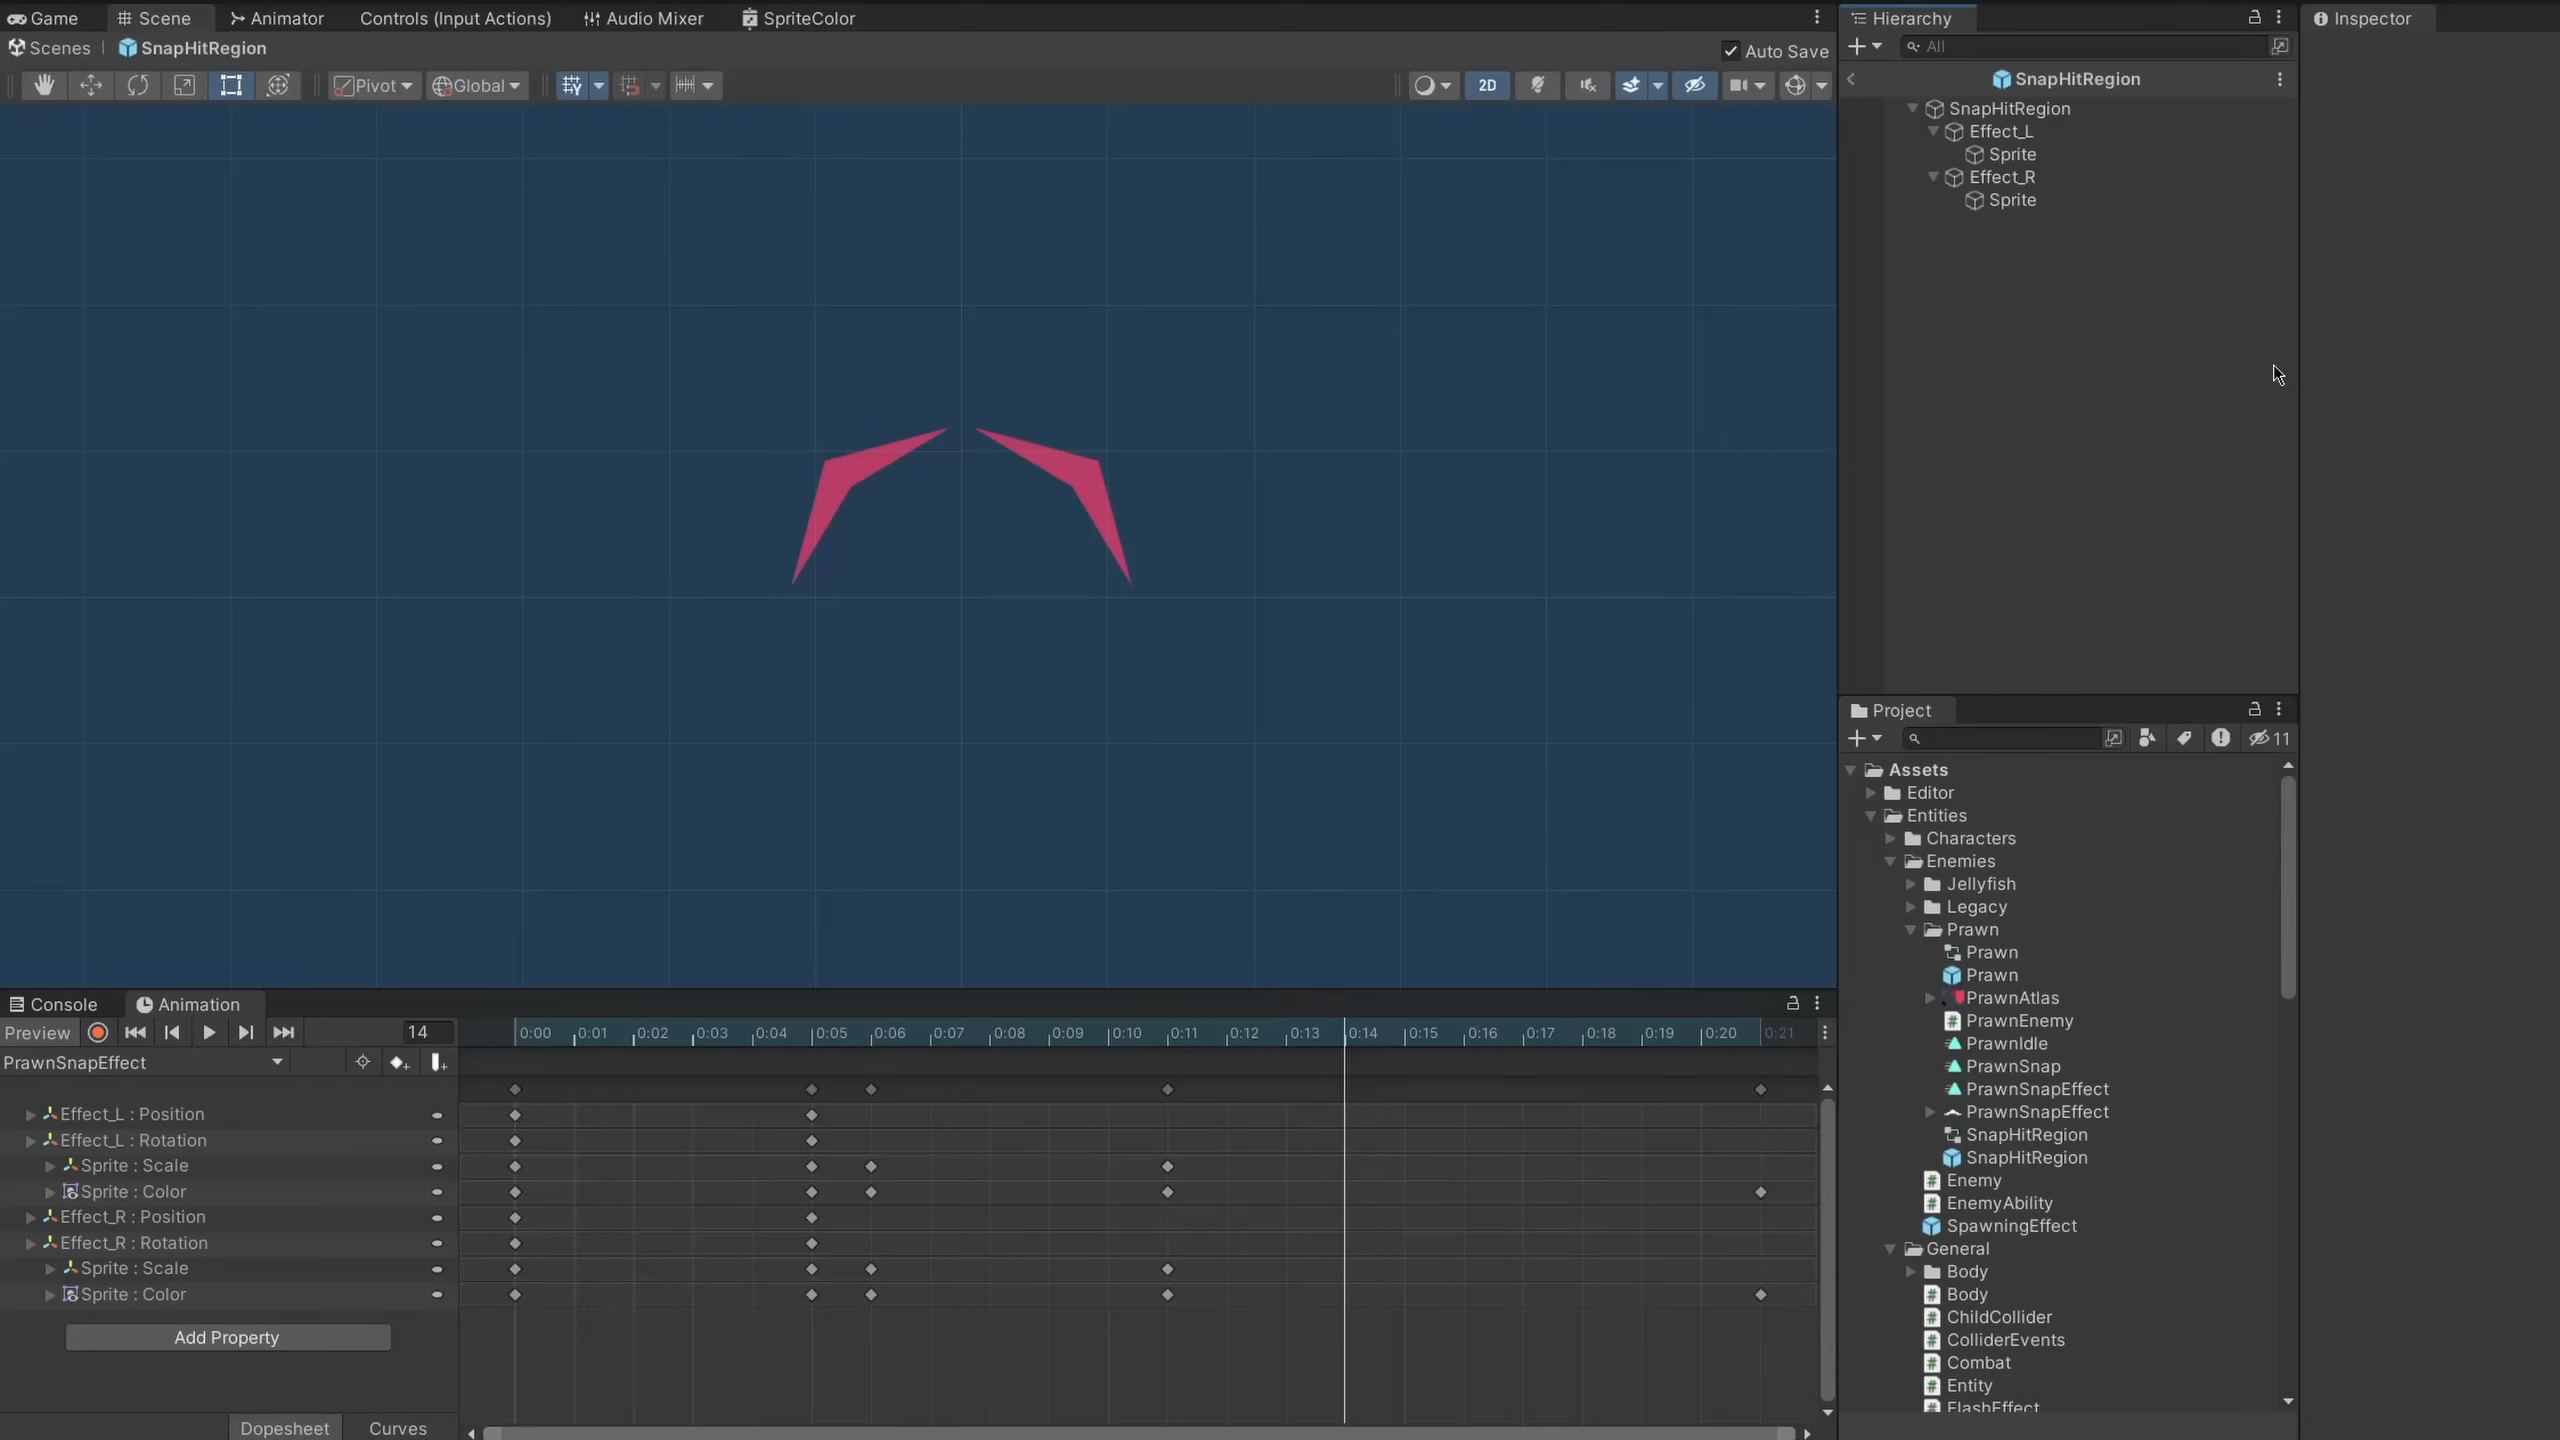 Game Scene Animator Controls (Input Actions) Audio Mixer SpriteColor
Scenes SnapHitRegion
Auto Save
Pivot Global
2D
Hierarchy
All
SnapHitRegion
SnapHitRegion
Effect_L
Sprite
Effect_R
Sprite
Inspector
Project
11
Assets
Editor
Entities
Characters
Enemies
Jellyfish
Legacy
Prawn
Prawn
Prawn
PrawnAtlas
PrawnEnemy
PrawnIdle
PrawnSnap
PrawnSnapEffect
PrawnSnapEffect
SnapHitRegion
SnapHitRegion
Enemy
EnemyAbility
SpawningEffect
General
Body
Body
ChildCollider
ColliderEvents
Combat
Entity
FlashEffect
Console Animation
Preview 14
0:00 0:01 0:02 0:03 0:04 0:05 0:06 0:07 0:08 0:09 0:10 0:11 0:12 0:13 0:14 0:15 0:16 0:17 0:18 0:19 0:20 0:21
PrawnSnapEffect
Effect_L : Position
Effect_L : Rotation
Sprite : Scale
Sprite : Color
Effect_R : Position
Effect_R : Rotation
Sprite : Scale
Sprite : Color
Add Property
Dopesheet Curves